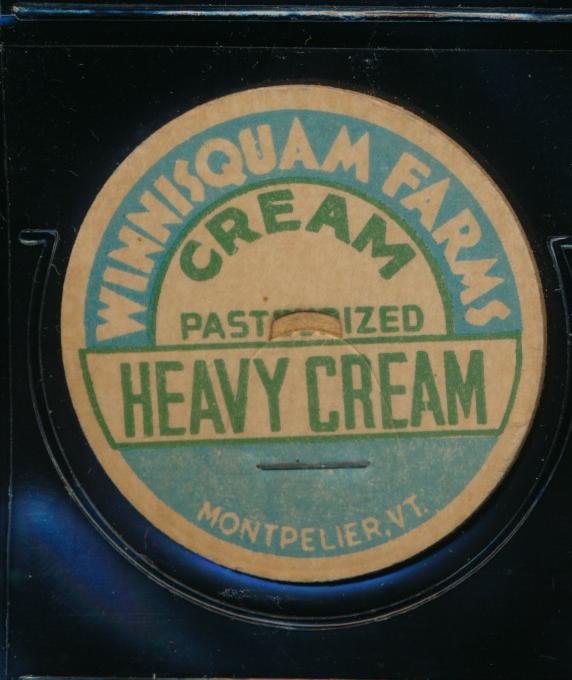 WINNISQUAM FARMS
CREAM
PASTEURIZED
HEAVY CREAM
MONTPELIER, VT.